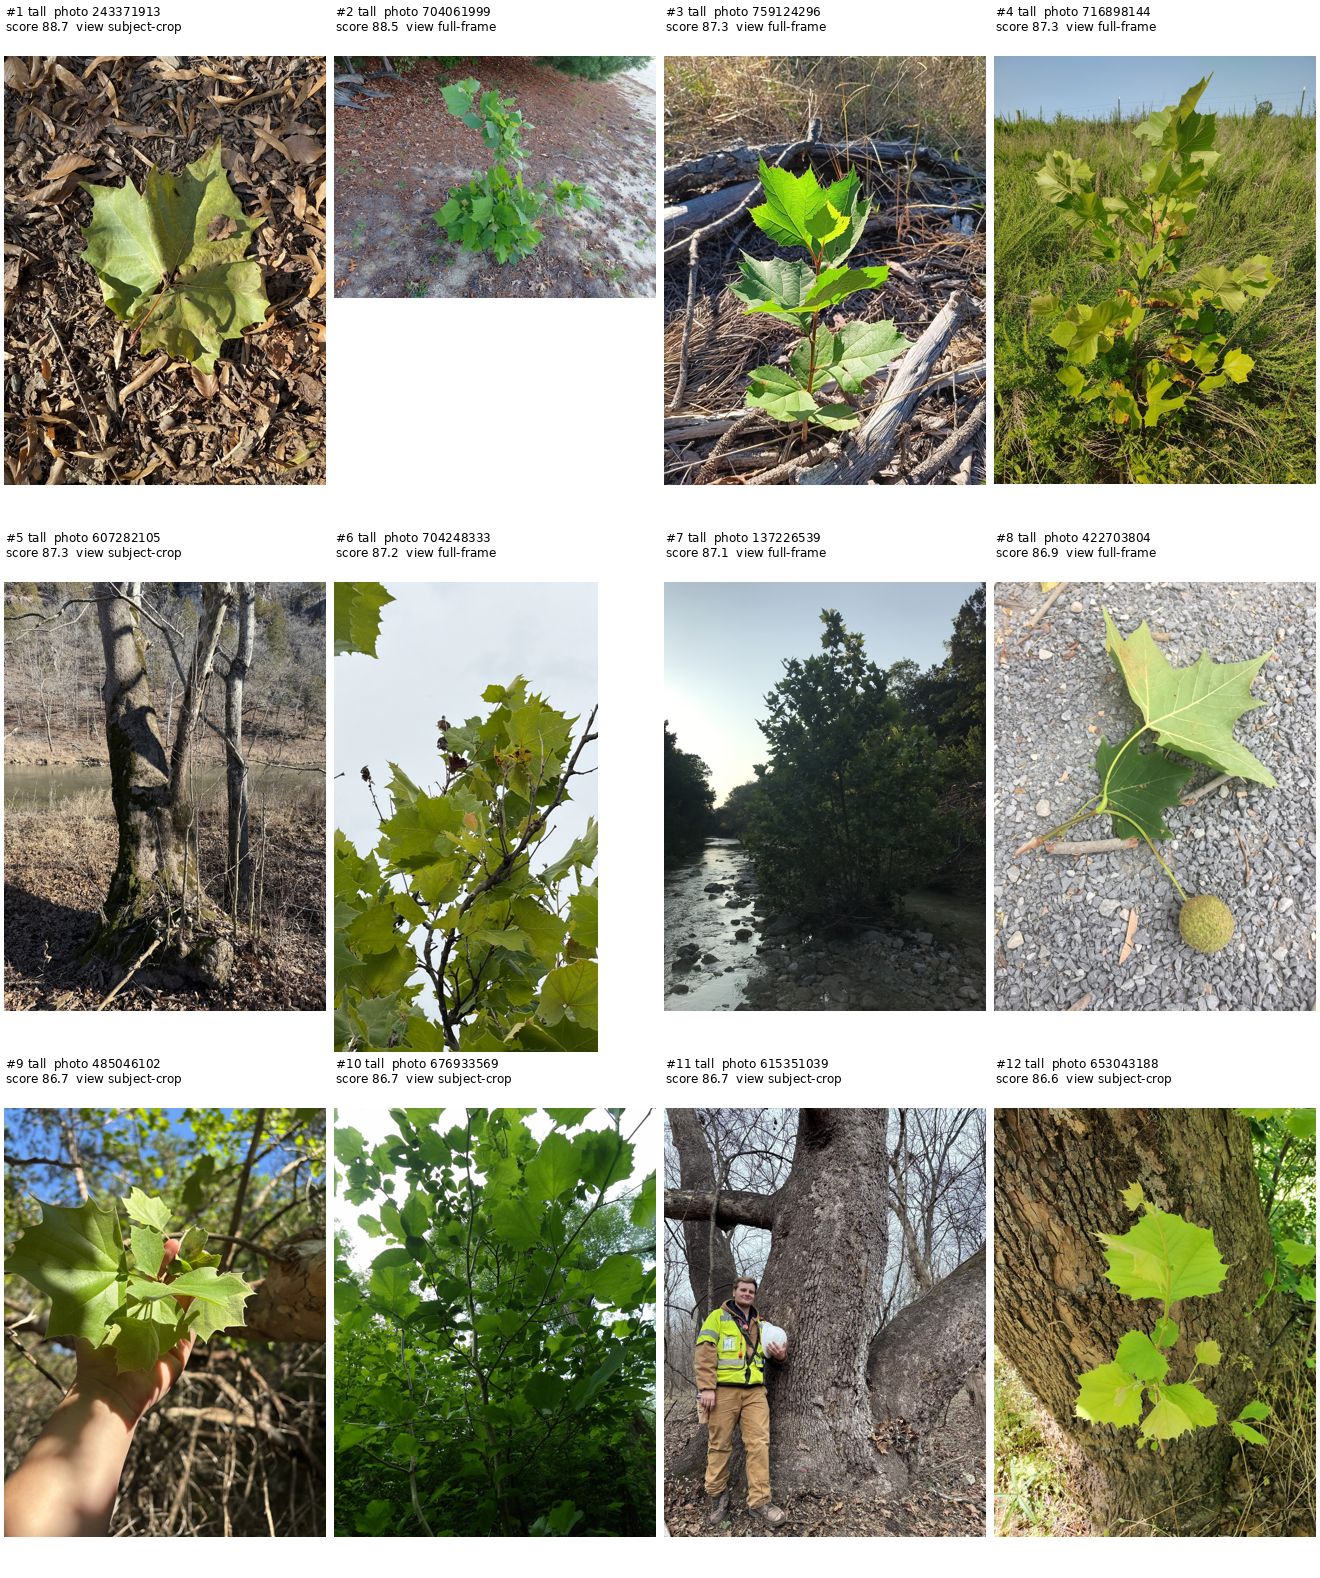 #1 tall  photo 243371913
score 88.7  view subject-crop
#2 tall  photo 704061999
score 88.5  view full-frame
#3 tall  photo 759124296
score 87.3  view full-frame
#4 tall  photo 716898144
score 87.3  view full-frame
#5 tall  photo 607282105
score 87.3  view subject-crop
#6 tall  photo 704248333
score 87.2  view full-frame
#7 tall  photo 137226539
score 87.1  view full-frame
#8 tall  photo 422703804
score 86.9  view full-frame
#9 tall  photo 485046102
score 86.7  view subject-crop
#10 tall  photo 676933569
score 86.7  view subject-crop
#11 tall  photo 615351039
score 86.7  view subject-crop
#12 tall  photo 653043188
score 86.6  view subject-crop